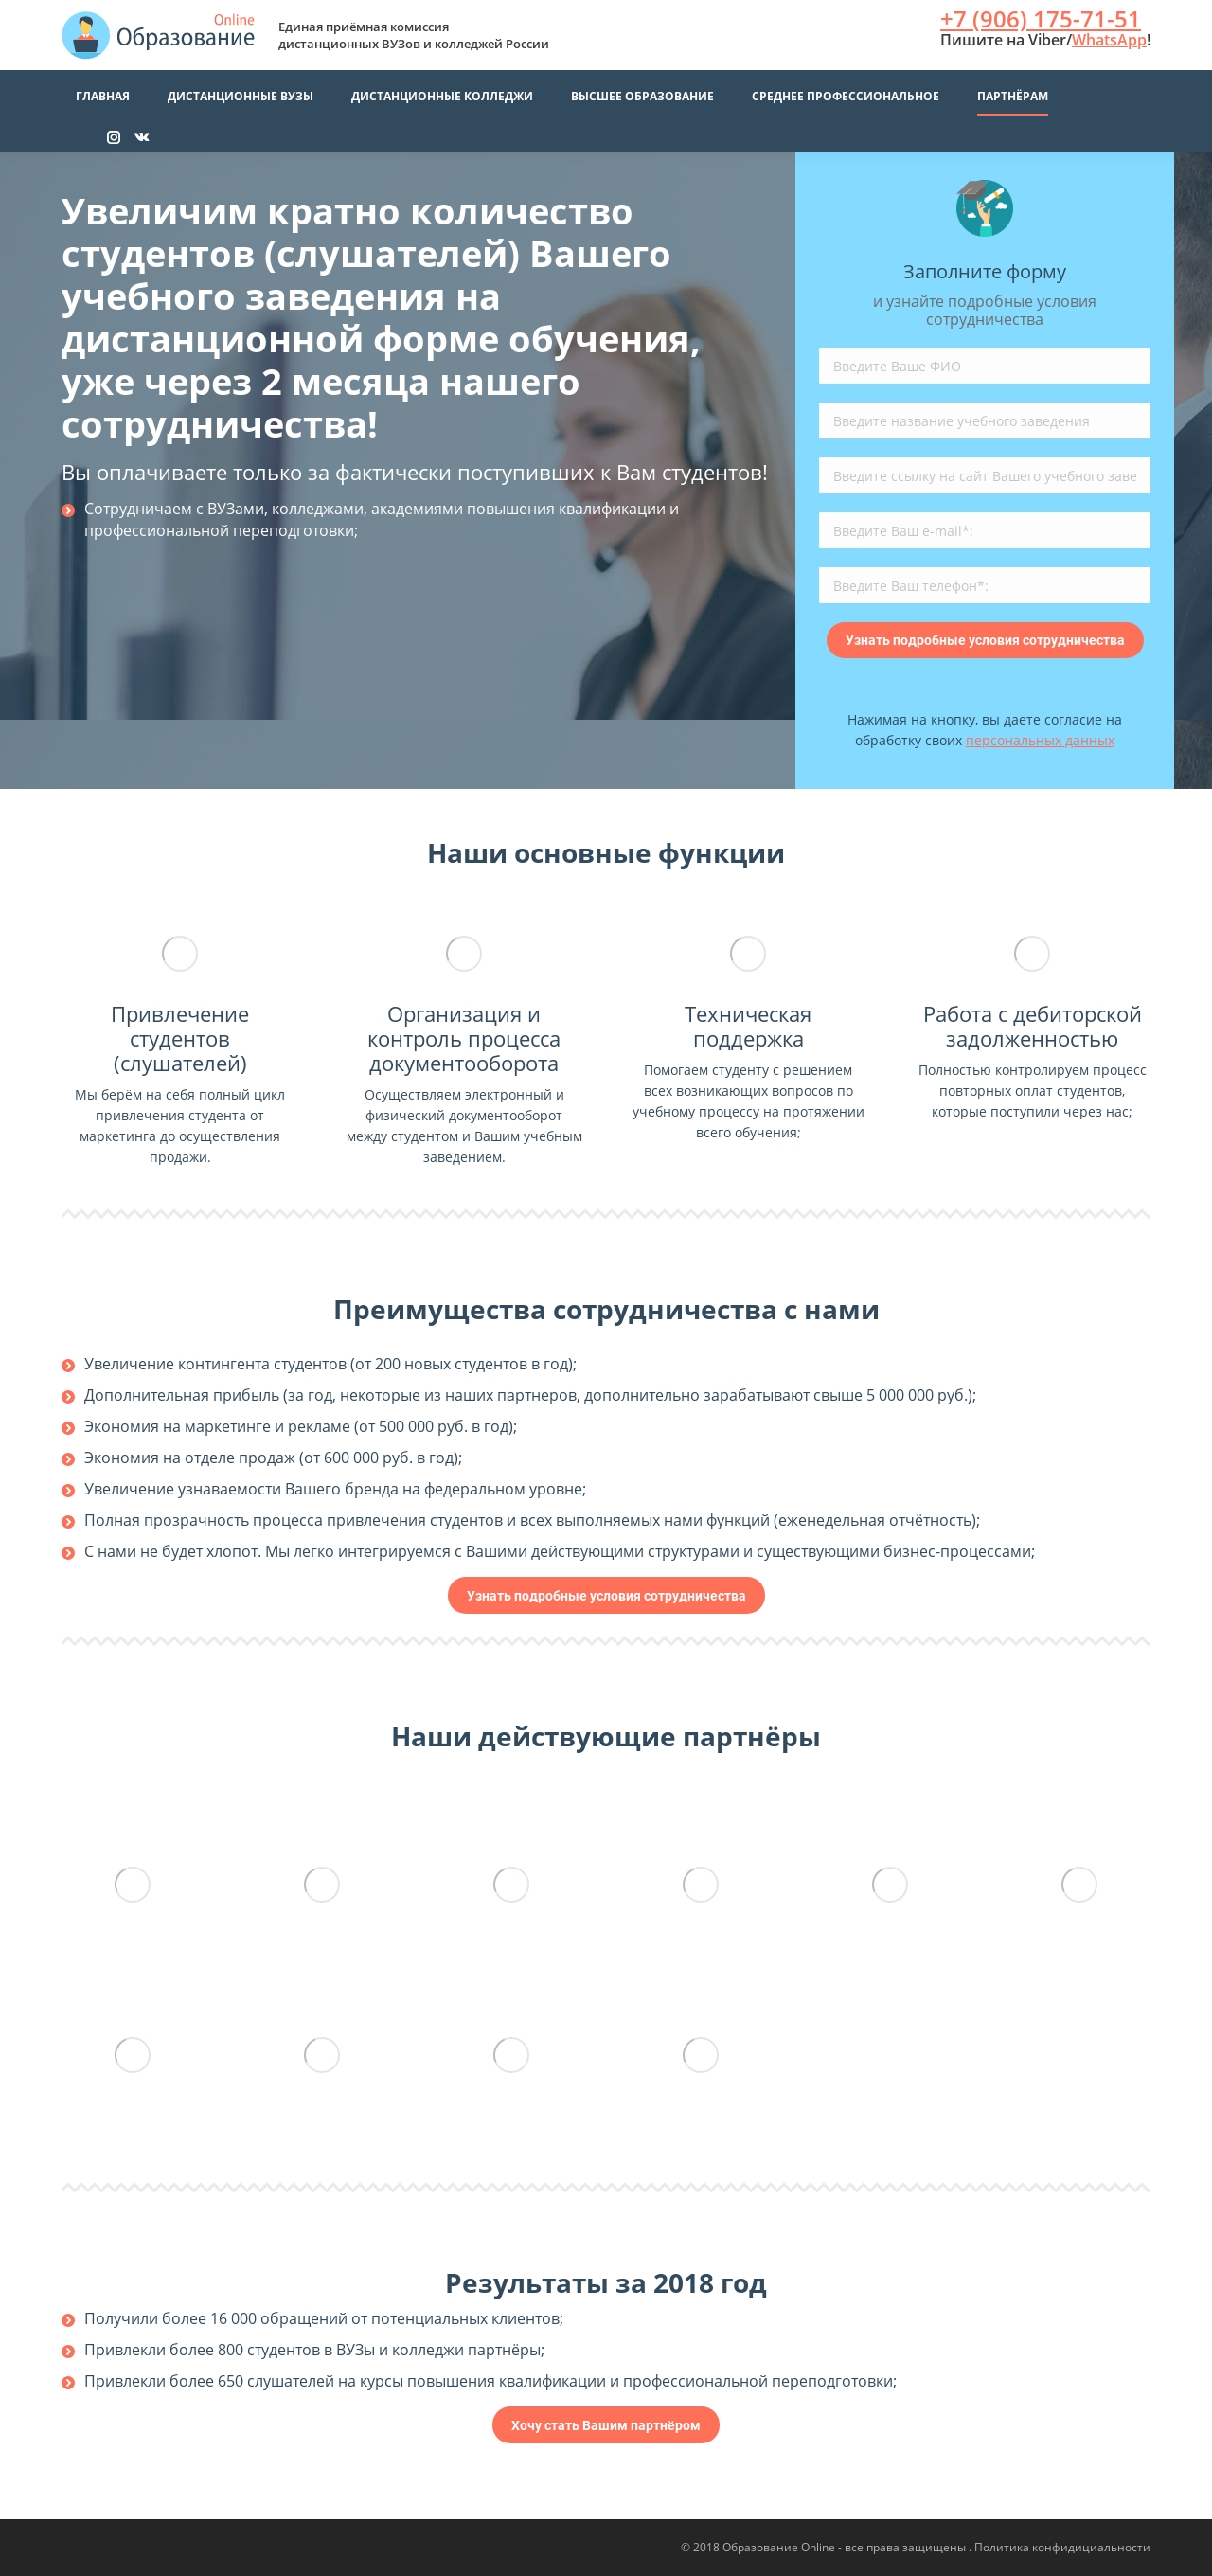 Online
Образование
Единая приёмная комиссия
дистанционных ВУЗов и колледжей России
+7 (906) 175-71-51
Пишите на Viber/WhatsApp!
ГЛАВНАЯ ДИСТАНЦИОННЫЕ ВУЗЫ ДИСТАНЦИОННЫЕ КОЛЛЕДЖИ ВЫСШЕЕ ОБРАЗОВАНИЕ СРЕДНЕЕ ПРОФЕССИОНАЛЬНОЕ ПАРТНЁРАМ
Увеличим кратно количество
студентов (слушателей) Вашего
учебного заведения на
дистанционной форме обучения,
уже через 2 месяца нашего
сотрудничества!
Вы оплачиваете только за фактически поступивших к Вам студентов!
Сотрудничаем с ВУЗами, колледжами, академиями повышения квалификации и
профессиональной переподготовки;
Заполните форму
и узнайте подробные условия
сотрудничества
Введите Ваше ФИО
Введите название учебного заведения
Введите ссылку на сайт Вашего учебного заве
Введите Ваш e-mail*:
Введите Ваш телефон*:
Узнать подробные условия сотрудничества
Нажимая на кнопку, вы даете согласие на
обработку своих персональных данных
Наши основные функции
Привлечение
студентов
(слушателей)
Мы берём на себя полный цикл
привлечения студента от
маркетинга до осуществления
продажи.
Организация и
контроль процесса
документооборота
Осуществляем электронный и
физический документооборот
между студентом и Вашим учебным
заведением.
Техническая
поддержка
Помогаем студенту с решением
всех возникающих вопросов по
учебному процессу на протяжении
всего обучения;
Работа с дебиторской
задолженностью
Полностью контролируем процесс
повторных оплат студентов,
которые поступили через нас;
Преимущества сотрудничества с нами
Увеличение контингента студентов (от 200 новых студентов в год);
Дополнительная прибыль (за год, некоторые из наших партнеров, дополнительно зарабатывают свыше 5 000 000 руб.);
Экономия на маркетинге и рекламе (от 500 000 руб. в год);
Экономия на отделе продаж (от 600 000 руб. в год);
Увеличение узнаваемости Вашего бренда на федеральном уровне;
Полная прозрачность процесса привлечения студентов и всех выполняемых нами функций (еженедельная отчётность);
С нами не будет хлопот. Мы легко интегрируемся с Вашими действующими структурами и существующими бизнес-процессами;
Узнать подробные условия сотрудничества
Наши действующие партнёры
Результаты за 2018 год
Получили более 16 000 обращений от потенциальных клиентов;
Привлекли более 800 студентов в ВУЗы и колледжи партнёры;
Привлекли более 650 слушателей на курсы повышения квалификации и профессиональной переподготовки;
Хочу стать Вашим партнёром
© 2018 Образование Online - все права защищены . Политика конфидициальности